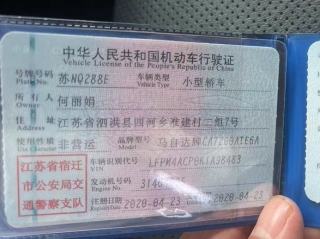 中华人民共和国机动车行驶证
Vehicle License of the People's Republic of China
号牌号码 苏NQ288E 车辆类型 小型轿车
Plate No. Vehicle Type
所有人 何丽娟
Owner
住址 江苏省泗洪县四河乡淮建村二组7号
Address
使用性质 非营运 品牌型号 马自达牌CA7200ATE6A
Use Character Model
江苏省宿迁市公安局交通警察支队
车辆识别代号
VIN
发动机号码
Engine No.
注册日期 2020-04-23 2020-04-23
Register Date